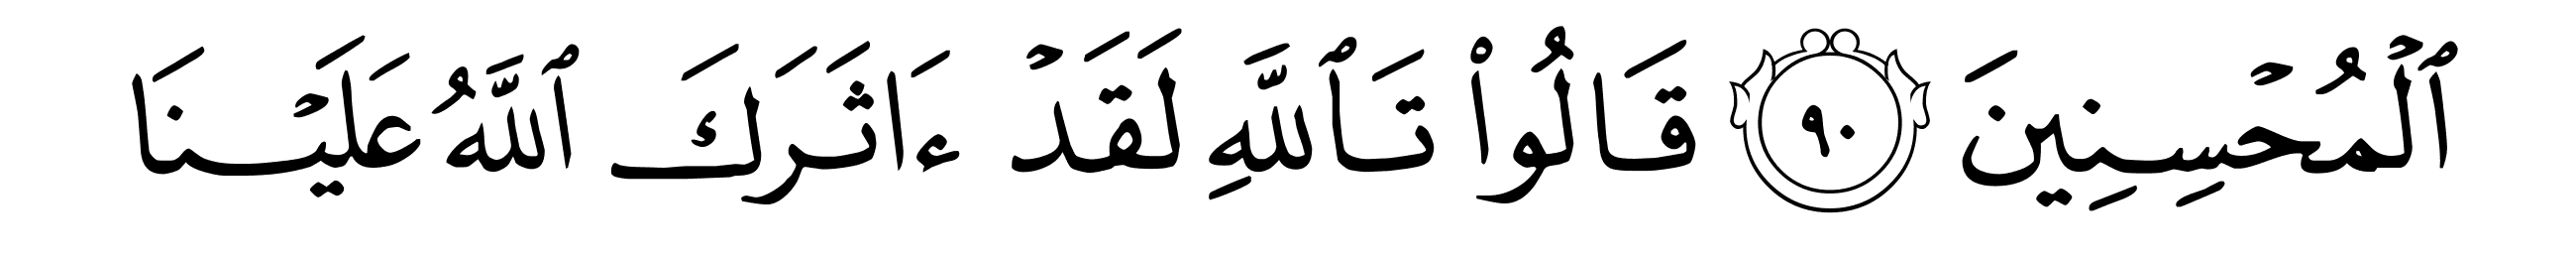 ٱلۡمُحۡسِنِينَ ٩٠ قَالُواْ تَٱللَّهِ لَقَدۡ ءَاثَرَكَ ٱللَّهُ عَلَيۡنَا